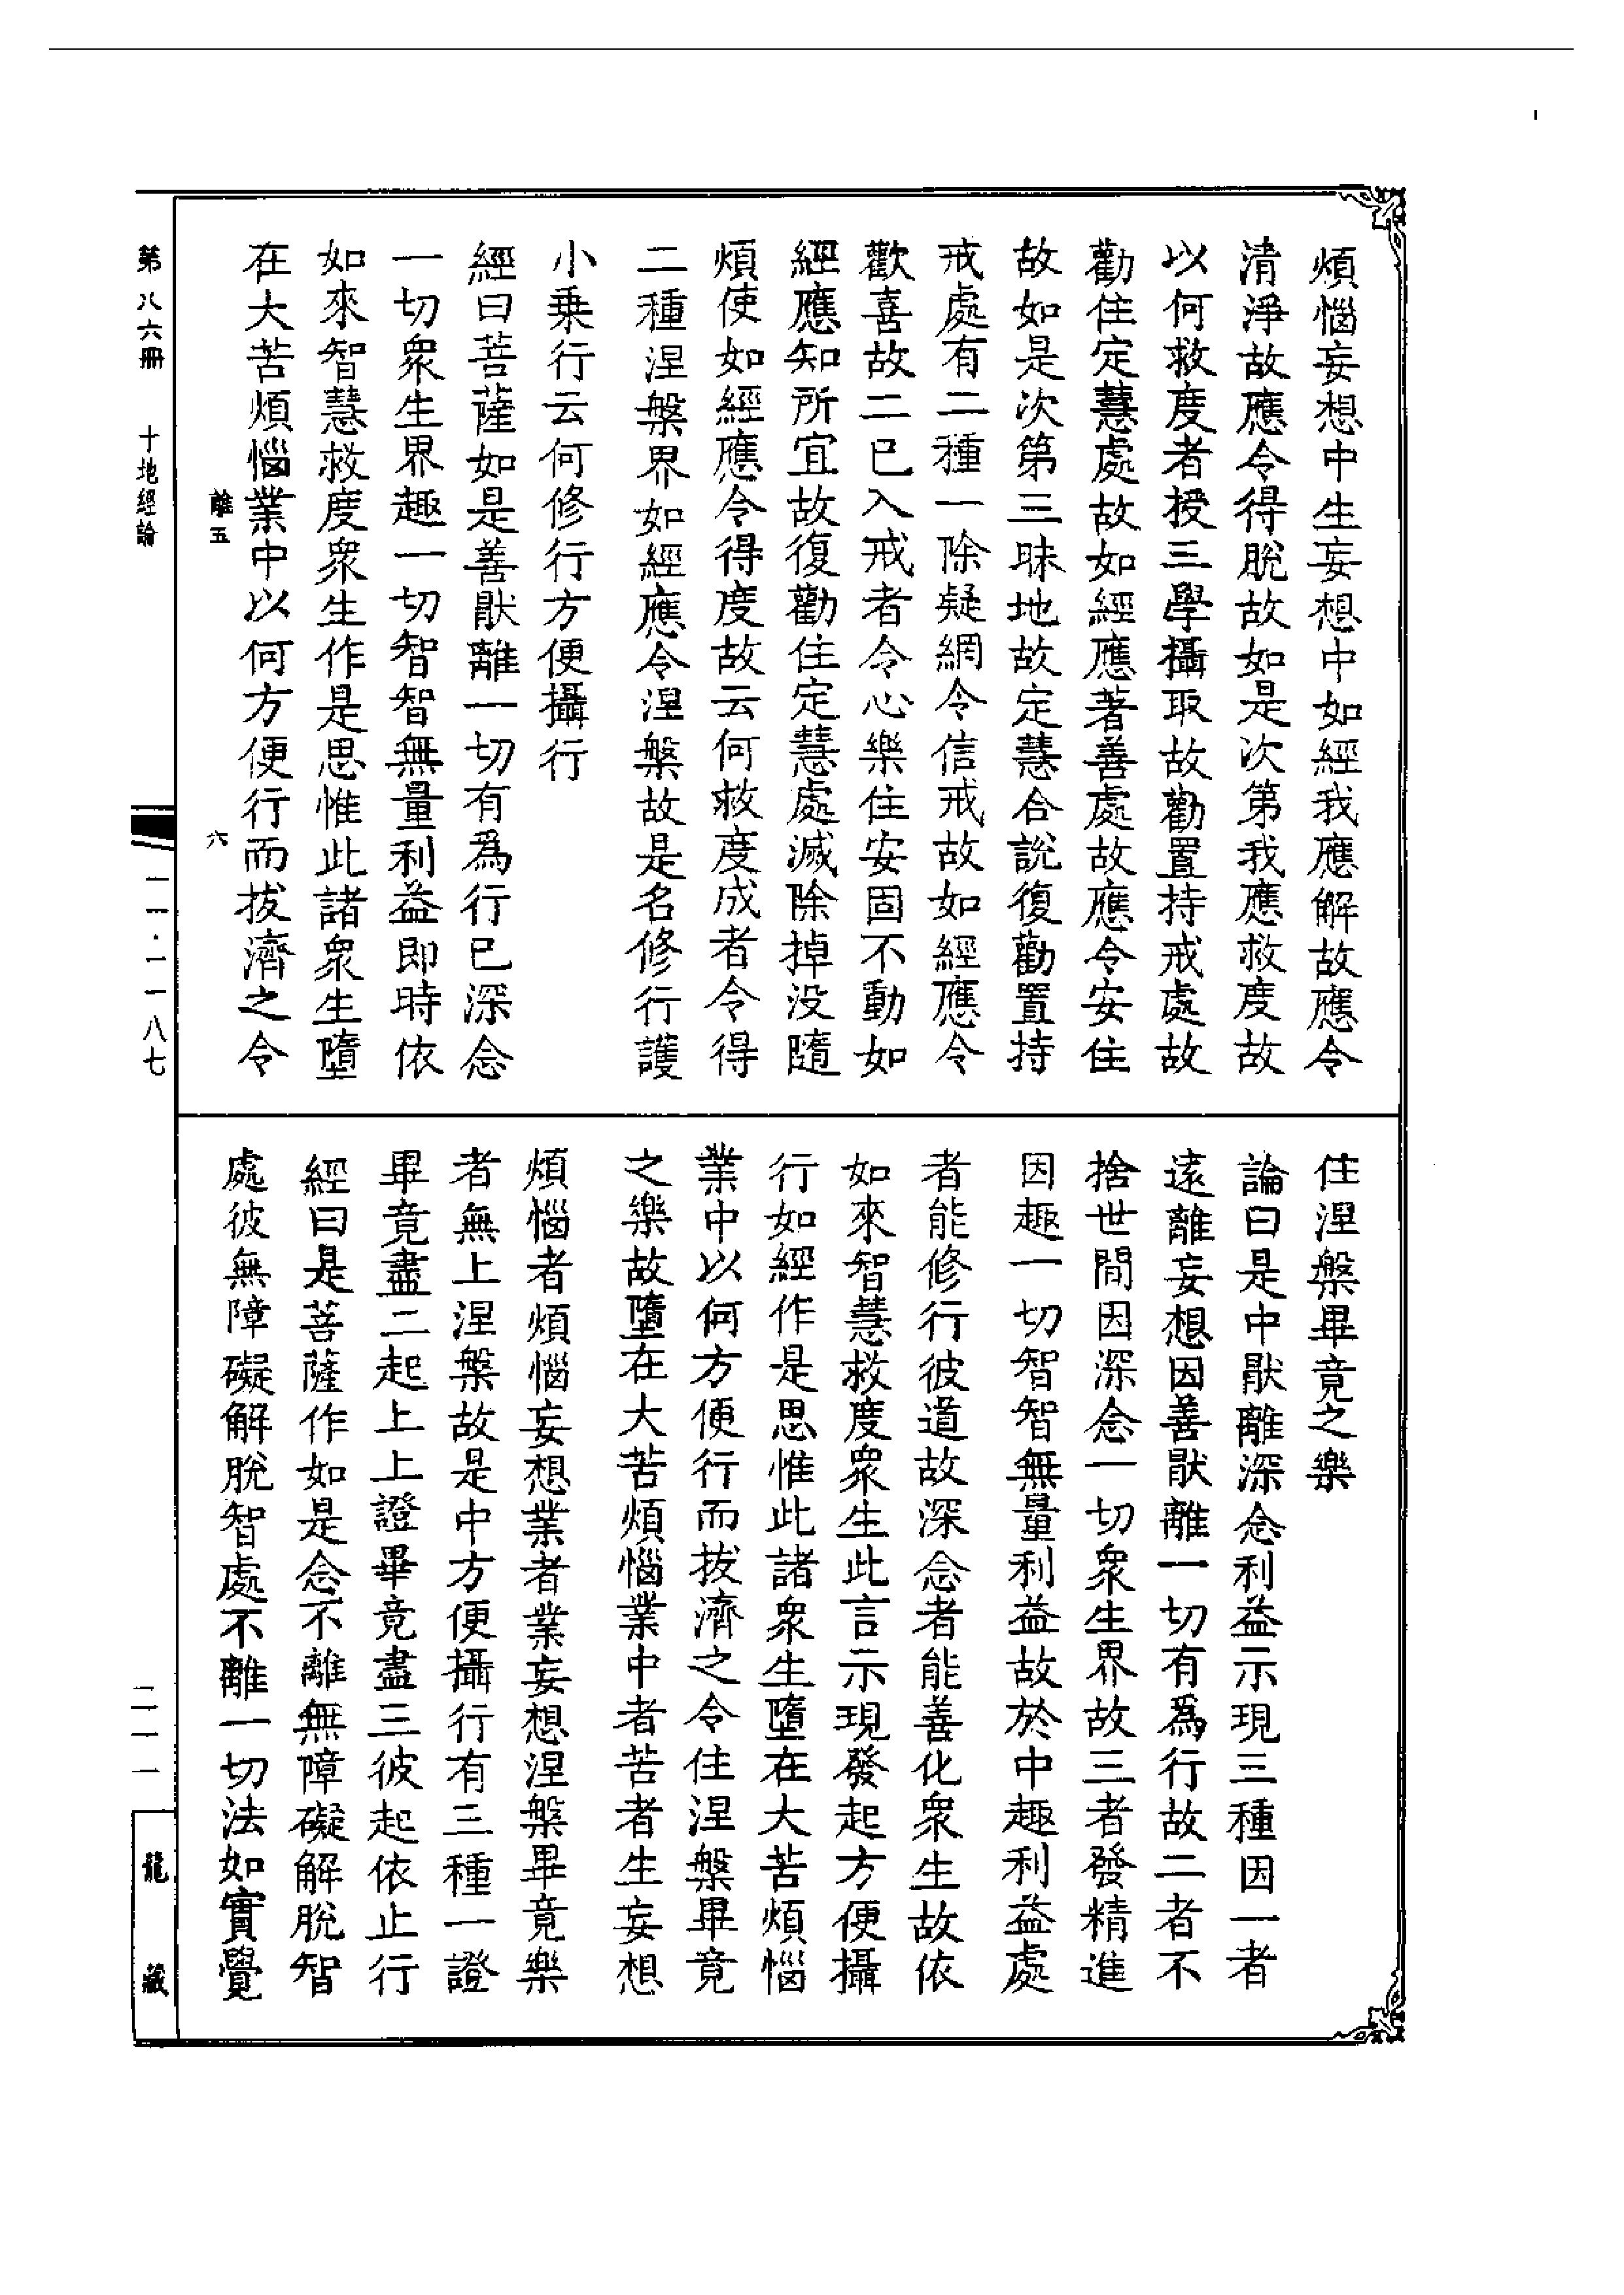 煩惱妄想中生妄想中如經我應解故應令
清淨故應令得脫故如是次第我應救度故
以何救度者授三學攝取故勸置持戒處故
勸住定慧處故如經應著善處故應令安住
故如是次第三昧地故定慧合說復勸置持
戒處有二種一除疑網令信戒故如經應令
歡喜故二已入戒者令心樂住安固不動如
經應知所宜故復勸住定慧處滅除掉沒隨
煩使如經應令得度故云何救度成者令得
二種涅槃界如經應令涅槃故是名修行護
小乗行云何修行方便攝行
經曰菩薩如是善猒離一切有為行已深念
一切衆生界趣一切智智無量利益即時依
如來智慧救度衆生作是思惟此諸衆生墮
在大苦煩惱業中以何方便行而拔濟之令
住涅槃畢竟之樂
論曰是中猒離深念利益示現三種因一者
遠離妄想因善猒離一切有為行故二者不
捨世間因深念一切衆生界故三者發精進
因趣一切智智無量利益故於中趣利益處
者能修行彼道故深念者能善化衆生故依
如來智慧救度衆生此言示現發起方便攝
行如經作是思惟此諸衆生墮在大苦煩惱
業中以何方便行而拔濟之令住涅槃畢竟
之樂故墮在大苦煩惱業中者苦者生妄想
煩惱者煩惱妄想業者業妄想涅槃畢竟樂
者無上涅槃故是中方便攝行有三種一證
畢竟盡二起上上證畢竟盡三彼起依止行
經曰是菩薩作如是念不離無障礙解脫智
處彼無障礙解脫智處不離一切法如實覺
離五
六
第八六冊
十地經論
一一·一一八七
二一一
龍藏